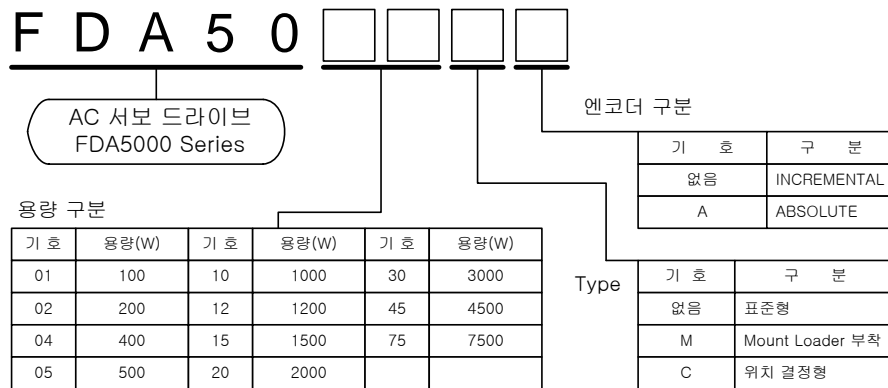 F D A 5 0
AC 서보 드라이브
FDA5000 Series
엔코더 구분
기 호 구 분
없음 INCREMENTAL
A ABSOLUTE
용량 구분
기 호 용량(W) 기 호 용량(W) 기 호 용량(W)
01 100 10 1000 30 3000
02 200 12 1200 45 4500
04 400 15 1500 75 7500
05 500 20 2000
Type
기 호 구 분
없음 표준형
M Mount Loader 부착
C 위치 결정형